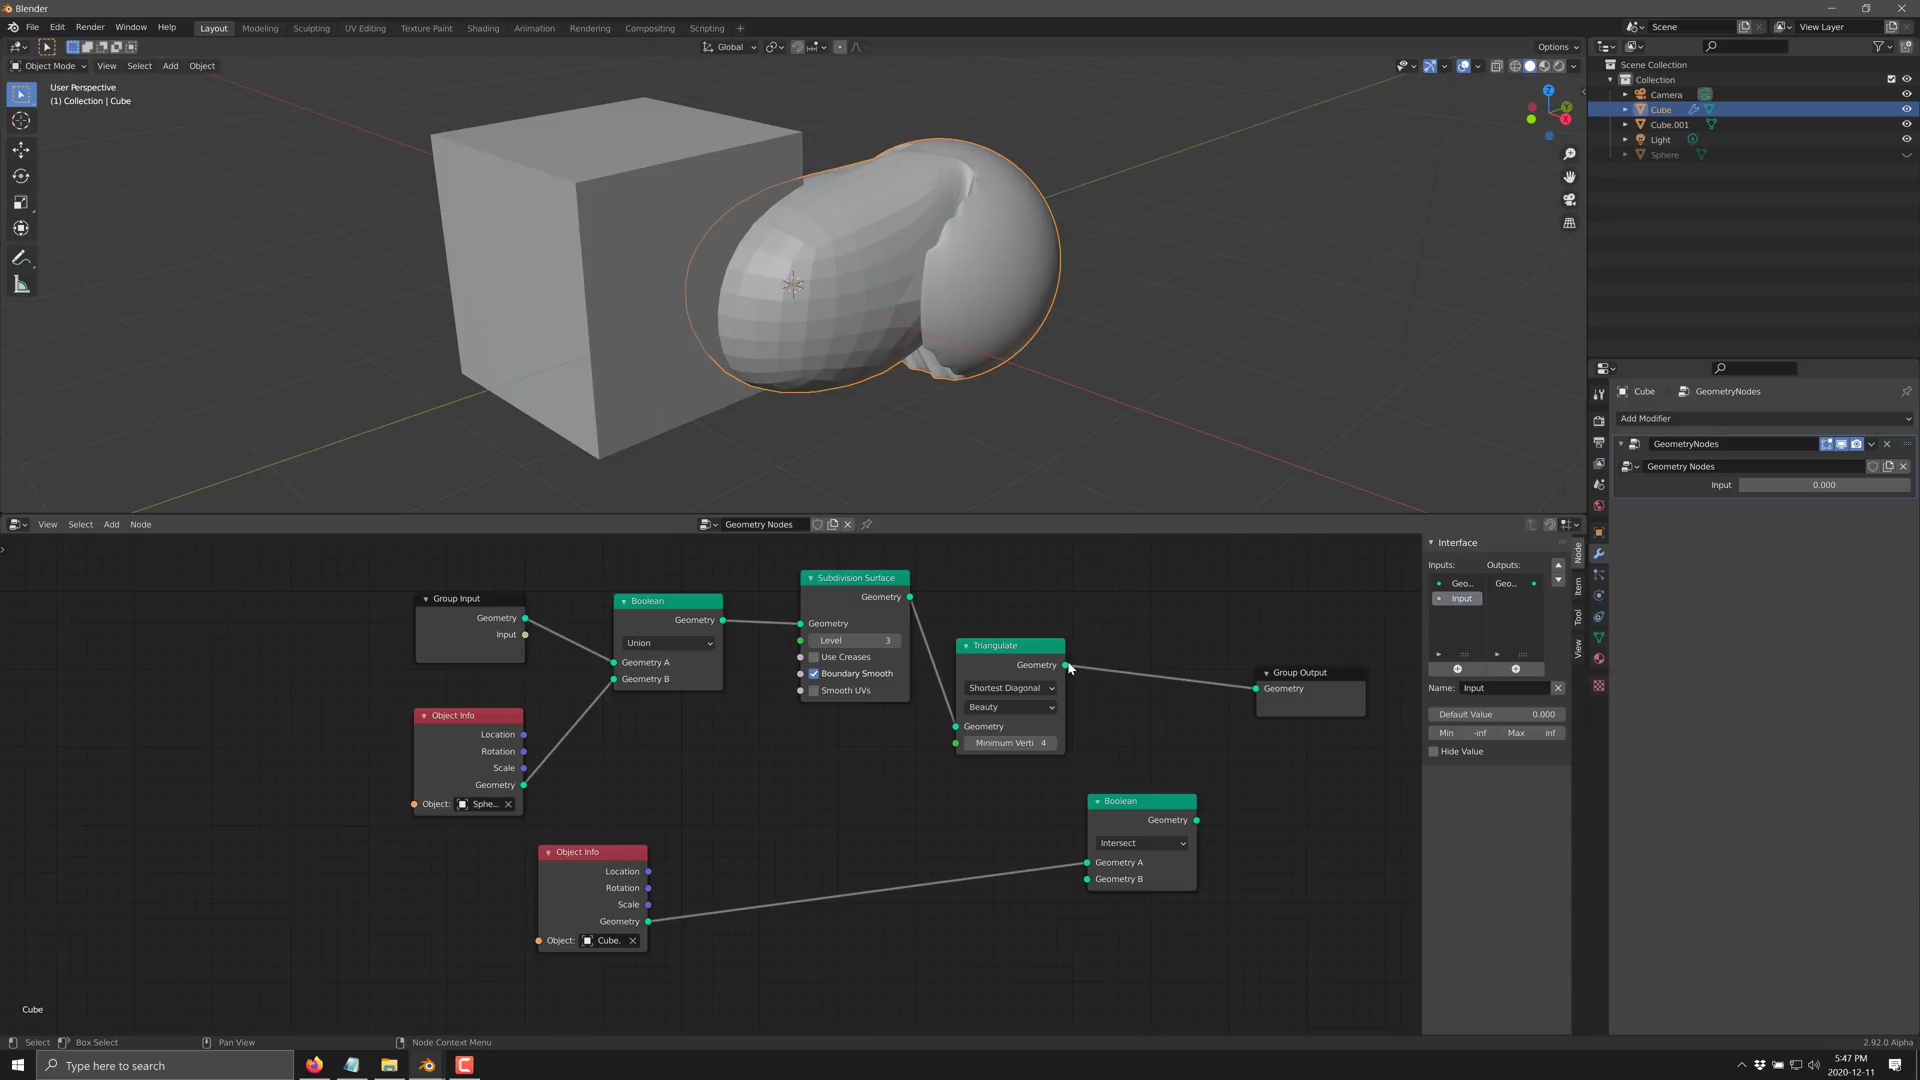 Blender
File Edit Render Window Help Layout Modeling Sculpting UV Editing Texture Paint Shading Animation Rendering Compositing Scripting + Scene View Layer
Global Options
Object Mode View Select Add Object
User Perspective
(1) Collection | Cube
Z
Y
X
Scene Collection
Collection
Camera
Cube
Cube.001
Light
Sphere
Cube GeometryNodes
Add Modifier
GeometryNodes
Geometry Nodes
Input 0.000
View Select Add Node Geometry Nodes
Group Input
Geometry
Input
Boolean
Geometry
Union
Geometry A
Geometry B
Subdivision Surface
Geometry
Geometry
Level 3
Use Creases
Boundary Smooth
Smooth UVs
Triangulate
Geometry
Shortest Diagonal
Beauty
Geometry
Minimum Verti 4
Group Output
Geometry
Object Info
Location
Rotation
Scale
Geometry
Object: Sphe...
Boolean
Geometry
Intersect
Geometry A
Geometry B
Object Info
Location
Rotation
Scale
Geometry
Object: Cube.
Cube
Interface
Inputs: Outputs:
Geo... Geo...
Input
Name: Input
Default Value 0.000
Min -inf Max inf
Hide Value
Node
Item
Tool
View
Select Box Select Pan View Node Context Menu 2.92.0 Alpha
Type here to search
5:47 PM
2020-12-11